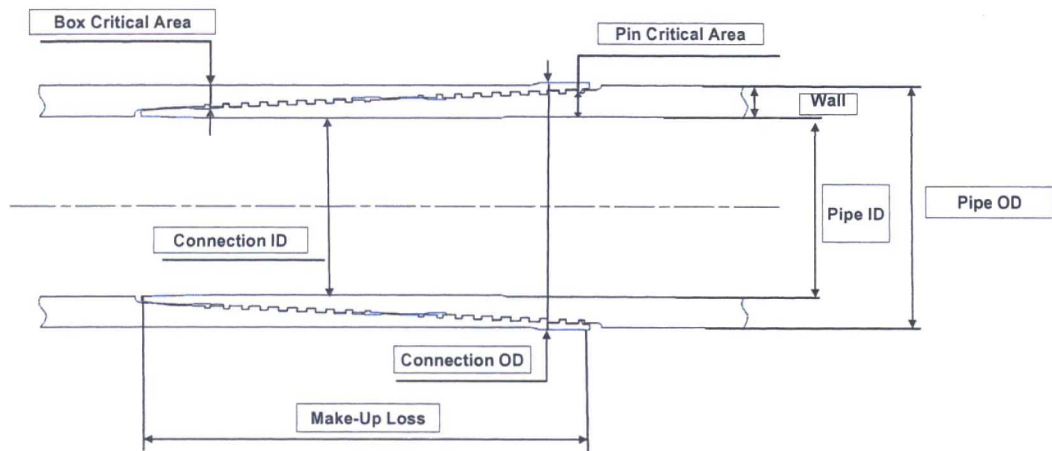 Box Critical Area
Pin Critical Area
Wall
Pipe ID
Pipe OD
Connection ID
Connection OD
Make-Up Loss